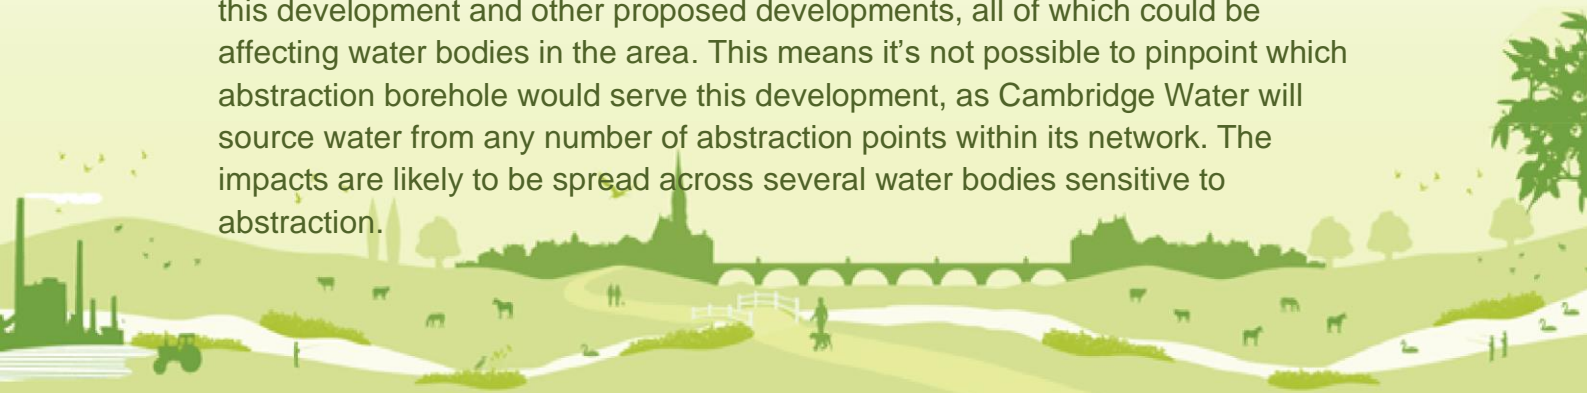 this development and other proposed developments, all of which could be
affecting water bodies in the area. This means it’s not possible to pinpoint which
abstraction borehole would serve this development, as Cambridge Water will
source water from any number of abstraction points within its network. The
impacts are likely to be spread across several water bodies sensitive to
abstraction.